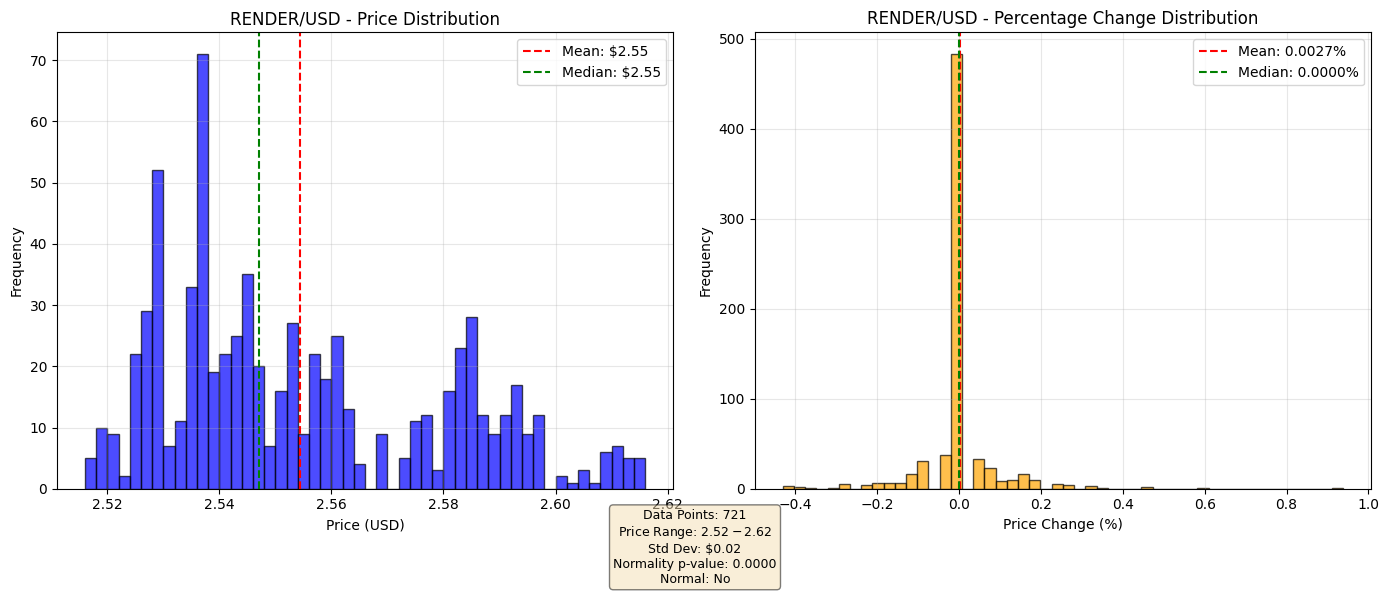 RENDER/USD - Price Distribution
Mean: $2.55
Median: $2.55
70
60
50
40
30
20
10
0
Frequency
2.52
2.54
2.56
2.58
2.60
2.62
Price (USD)
RENDER/USD - Percentage Change Distribution
Mean: 0.0027%
Median: 0.0000%
500
400
300
200
100
0
Frequency
−0.4
−0.2
0.0
0.2
0.4
0.6
0.8
1.0
Price Change (%)
Data Points: 721
Price Range: 2.52 − 2.62
Std Dev: $0.02
Normality p-value: 0.0000
Normal: No